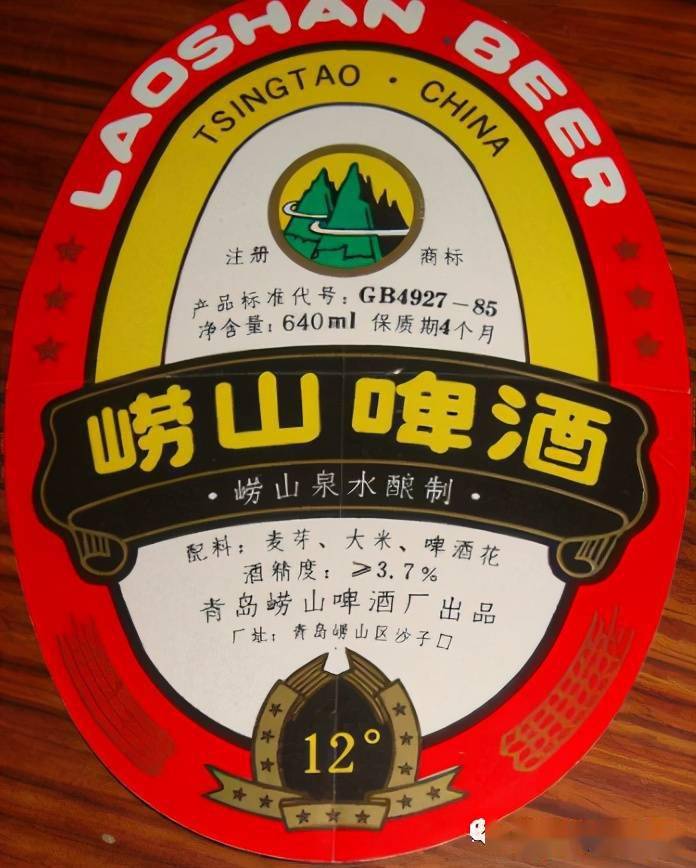 LAOSHAN BEER
TSINGTAO · CHINA
注册 商标
产品标准代号：GB4927-85
净含量：640ml 保质期4个月
崂山啤酒
·崂山泉水酿制·
配料：麦芽、大米、啤酒花
酒精度：≥3.7%
青岛崂山啤酒厂出品
厂址：青岛崂山区沙子口
12°